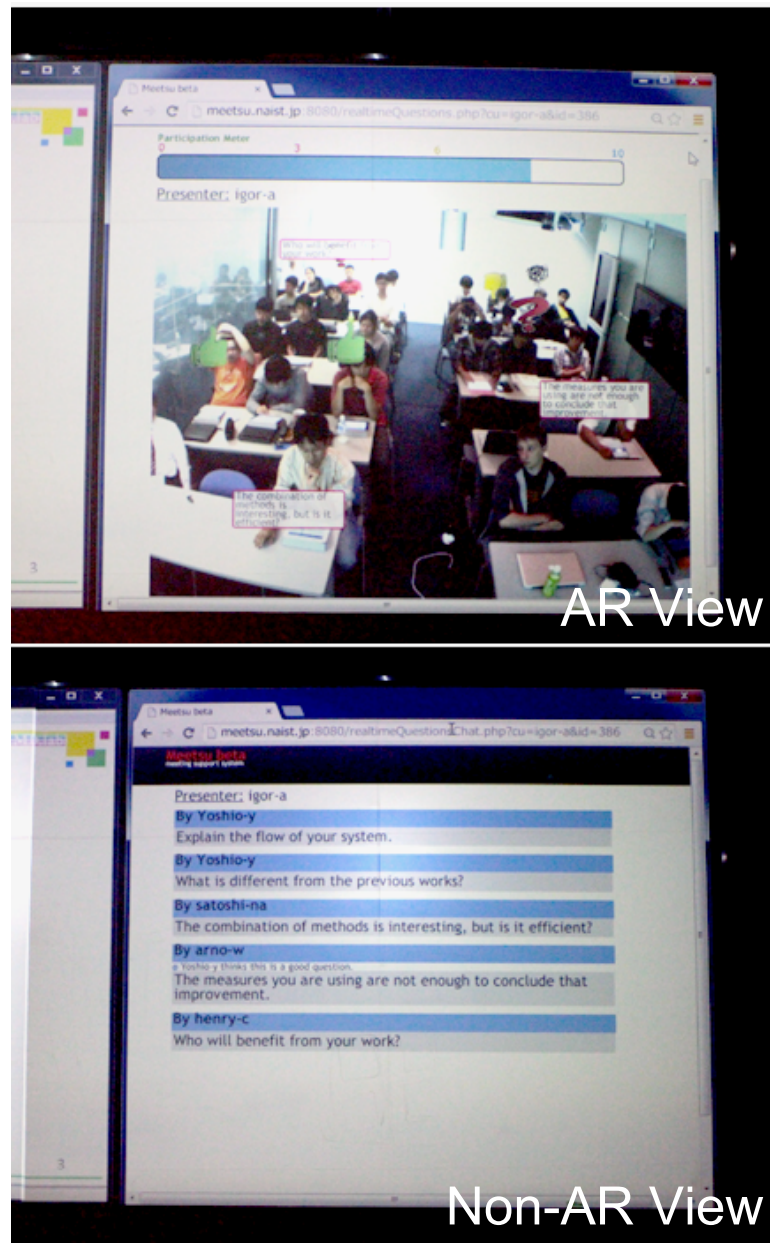 Meetsu beta
meetsu.naist.jp:8080/realtimeQuestions.php?cu=igor-a&id=386
Participation Meter
0 3 6 10
Presenter: igor-a
Who will benefit
your work?
The measures you are
using are not enough
to conclude that
improvement.
The combination of
methods is
interesting, but is it
efficient?
3
AR View
Meetsu beta
meetsu.naist.jp:8080/realtimeQuestionsChat.php?cu=igor-a&id=386
Meetsu beta
meeting support system
Presenter: igor-a
By Yoshio-y
Explain the flow of your system.
By Yoshio-y
What is different from the previous works?
By satoshi-na
The combination of methods is interesting, but is it efficient?
By arno-w
Yoshio-y thinks this is a good question.
The measures you are using are not enough to conclude that
improvement.
By henry-c
Who will benefit from your work?
3
Non-AR View